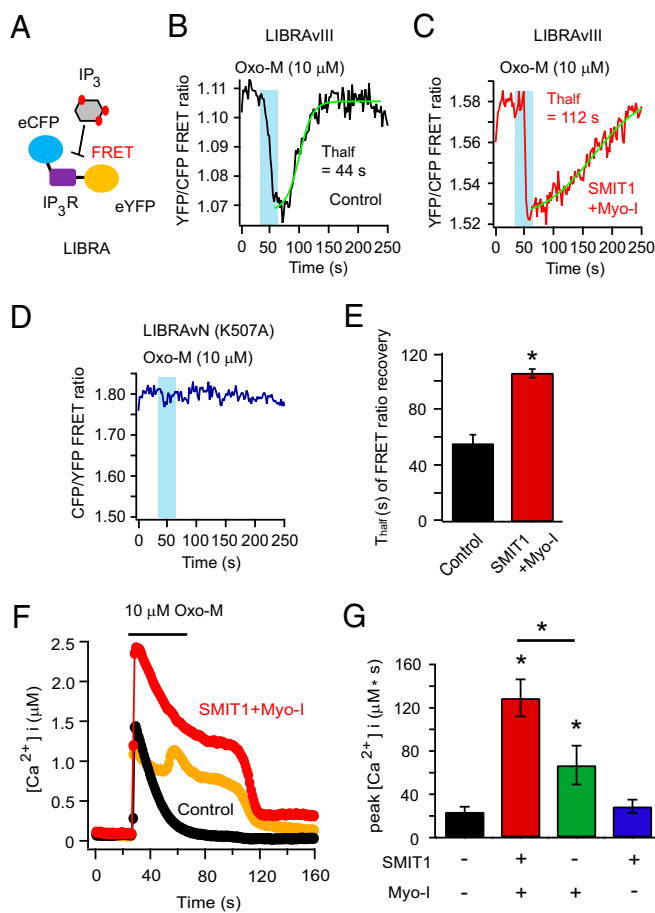 A
IP3
eCFP
FRET
IP3R
eYFP
LIBRA
B
LIBRAvIII
Oxo-M (10 µM)
YFP/CFP FRET ratio
1.11
1.10
1.09
1.08
1.07
Thalf
= 44 s
Control
0 50 100 150 200 250
Time (s)
C
LIBRAvIII
Oxo-M (10 µM)
YFP/CFP FRET ratio
1.58
1.56
1.54
1.53
1.52
Thalf
= 112 s
SMIT1
+Myo-I
0 50 100 150 200 250
Time (s)
D
LIBRAvN (K507A)
Oxo-M (10 µM)
CFP/YFP FRET ratio
1.80
1.70
1.60
1.50
1.50
0 50 100 150 200 250
Time (s)
E
Thalf (s) of FRET ratio recovery
120
80
40
0
*
Control
SMIT1
+Myo-I
F
10 µM Oxo-M
[Ca2+] i (µM)
2.5
2.0
1.5
1.0
0.5
0
SMIT1+Myo-I
Control
0 40 80 120 160
Time (s)
G
peak [Ca2+] i (µM* s)
160
120
80
40
0
*
*
*
SMIT1 - + - +
Myo-I - + + -